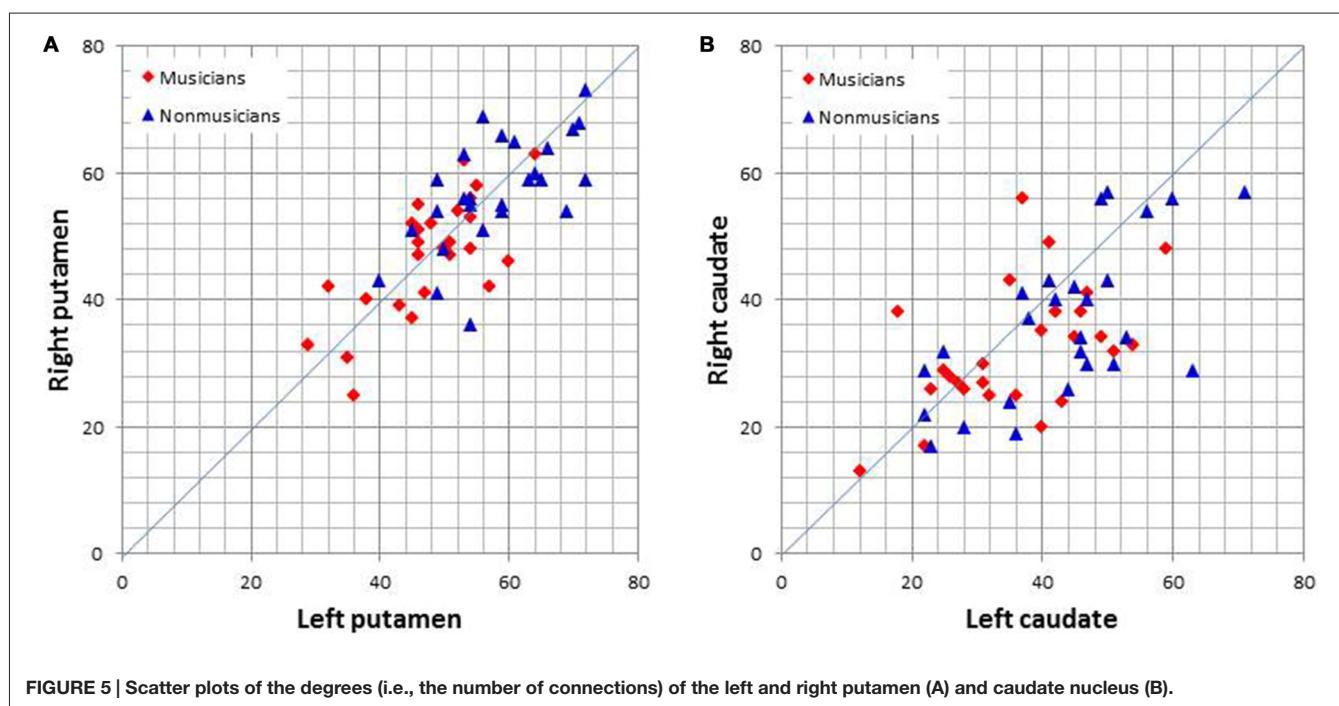 A
80
60
40
20
0
Right putamen
Musicians
Nonmusicians
0 20 40 60 80
Left putamen
B
80
60
40
20
0
Right caudate
Musicians
Nonmusicians
0 20 40 60 80
Left caudate
FIGURE 5 | Scatter plots of the degrees (i.e., the number of connections) of the left and right putamen (A) and caudate nucleus (B).